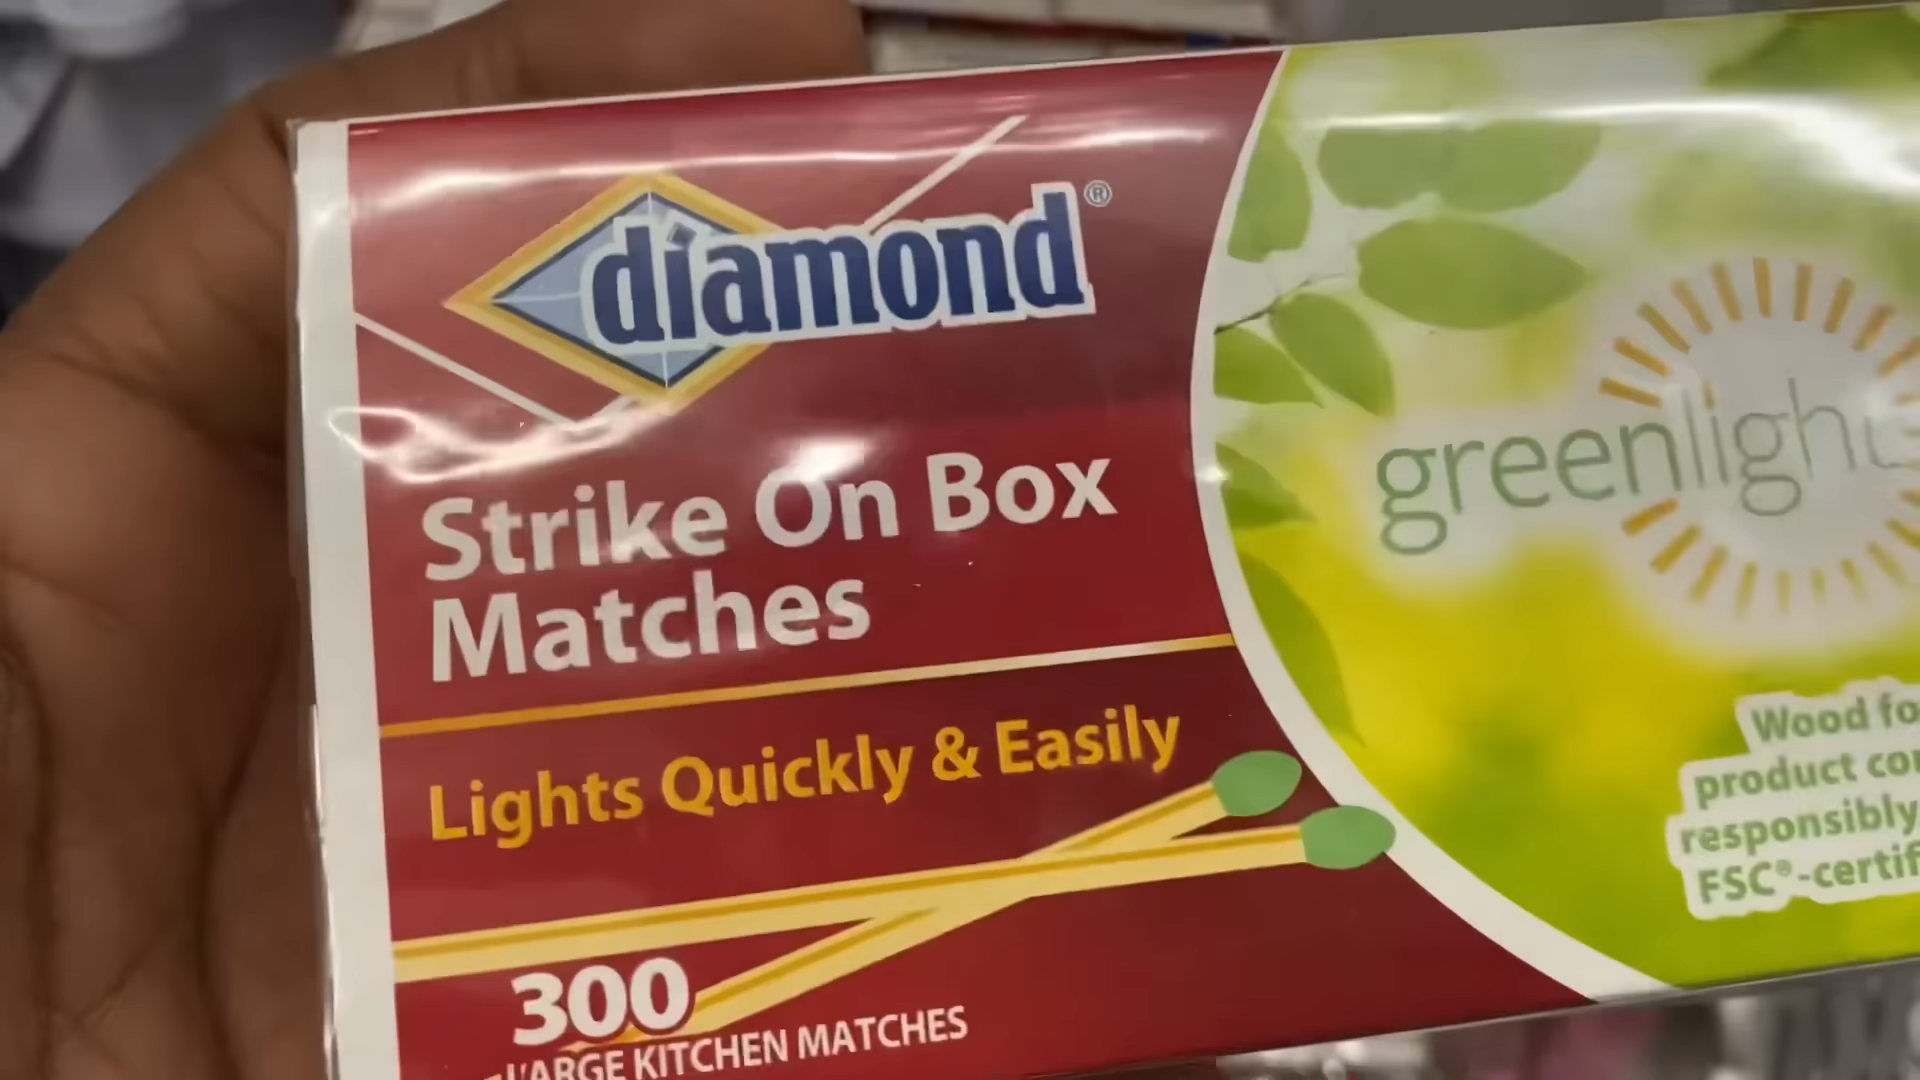 diamond®
Strike On Box
Matches
Lights Quickly & Easily
300
LARGE KITCHEN MATCHES
greenlight
Wood fo
product co
responsibly
FSC®-certif